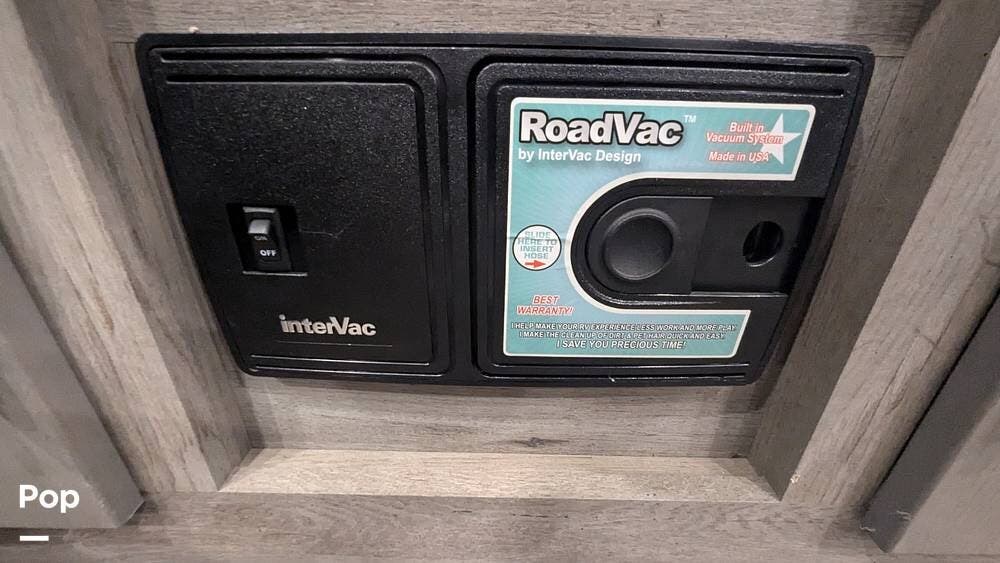 RoadVac™
by InterVac Design
Built in
Vacuum System
Made in USA
SLIDE
HERE TO
INSERT
HOSE
ON
OFF
BEST
WARRANTY!
interVac
I HELP MAKE YOUR RV EXPERIENCE LESS WORK AND MORE PLAY
I MAKE THE CLEAN UP OF DIRT & PET HAIR QUICK AND EASY
I SAVE YOU PRECIOUS TIME!
Pop